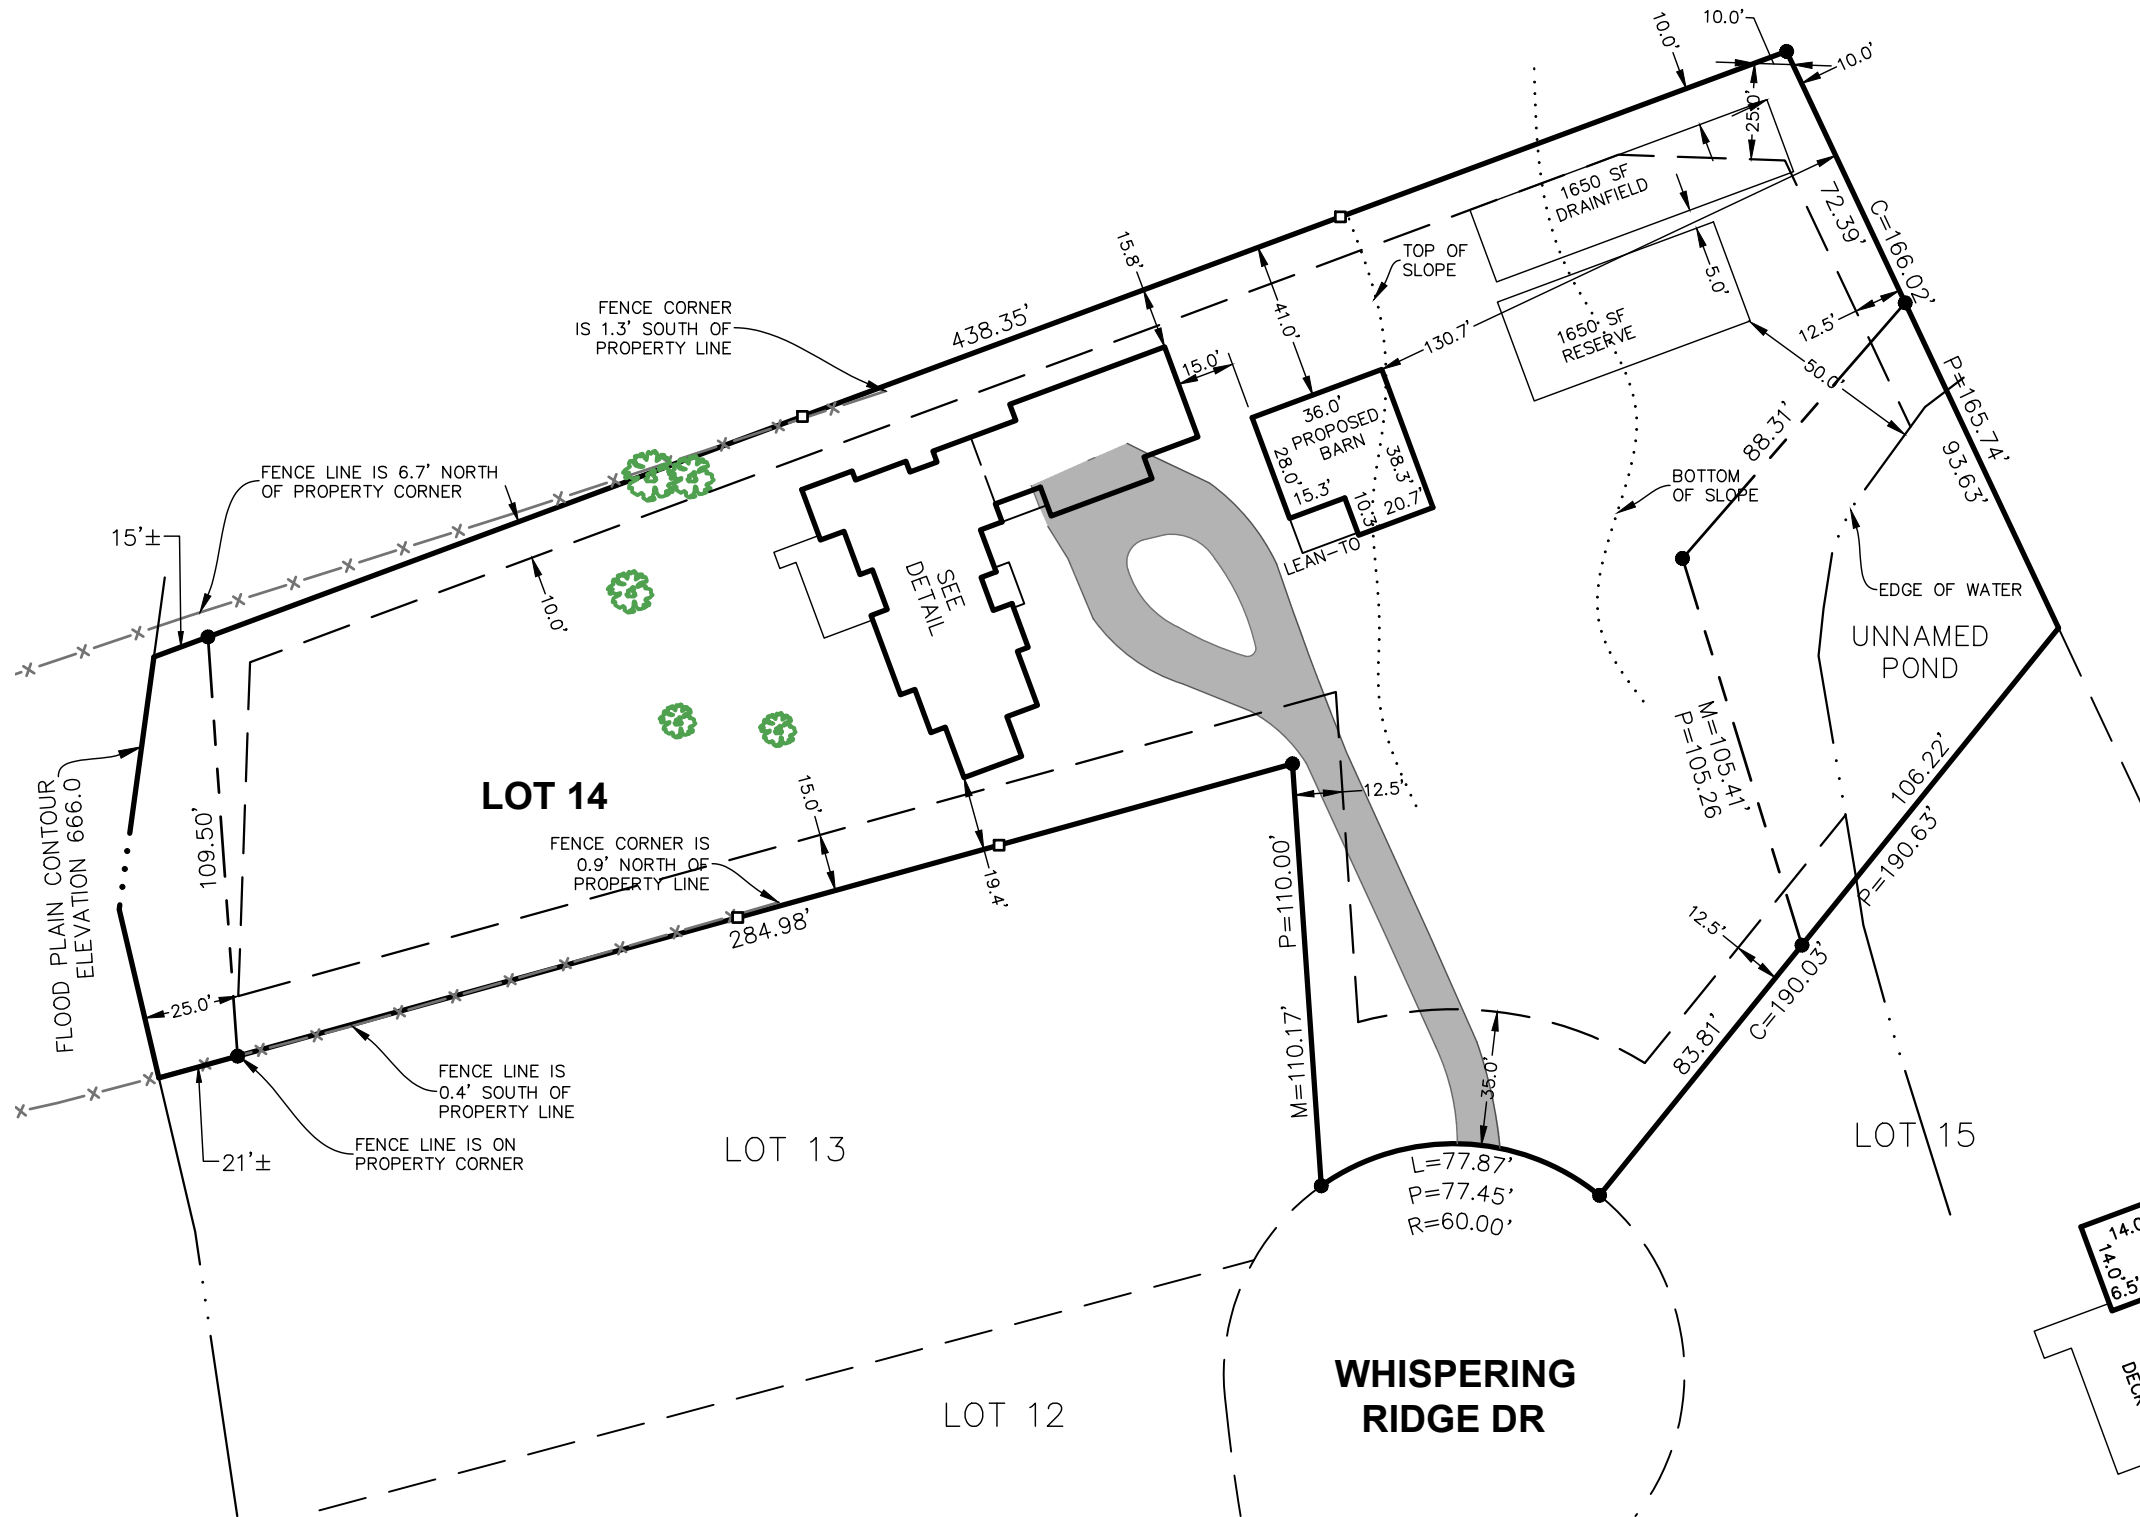 10.0'
10.0'
10.0'
25.0'
1650 SF
DRAINFIELD
72.39'
C=166.02'
15.8'
TOP OF
SLOPE
5.0'
FENCE CORNER
IS 1.3' SOUTH OF
PROPERTY LINE
438.35'
41.0'
130.7'
1650 SF
RESERVE
12.5'
50.0'
15.0'
36.0'
PROPOSED
BARN
28.0'
38.3'
15.3'
10.3'
20.7'
LEAN-TO
88.31'
P=165.74'
93.63'
FENCE LINE IS 6.7' NORTH
OF PROPERTY CORNER
15'±
10.0'
BOTTOM
OF SLOPE
EDGE OF WATER
UNNAMED
POND
SEE
DETAIL
M=105.41'
P=105.26
106.22'
P=190.63'
FLOOD PLAIN CONTOUR
ELEVATION 666.0
109.50'
LOT 14
15.0'
12.5'
FENCE CORNER IS
0.9' NORTH OF
PROPERTY LINE
19.4'
284.98'
P=110.00'
M=110.17'
12.5'
C=190.03'
83.81'
25.0'
35.0'
FENCE LINE IS
0.4' SOUTH OF
PROPERTY LINE
FENCE LINE IS ON
PROPERTY CORNER
21'±
LOT 13
LOT 15
L=77.87'
P=77.45'
R=60.00'
14.0
14.0'
6.5'
LOT 12
WHISPERING
RIDGE DR